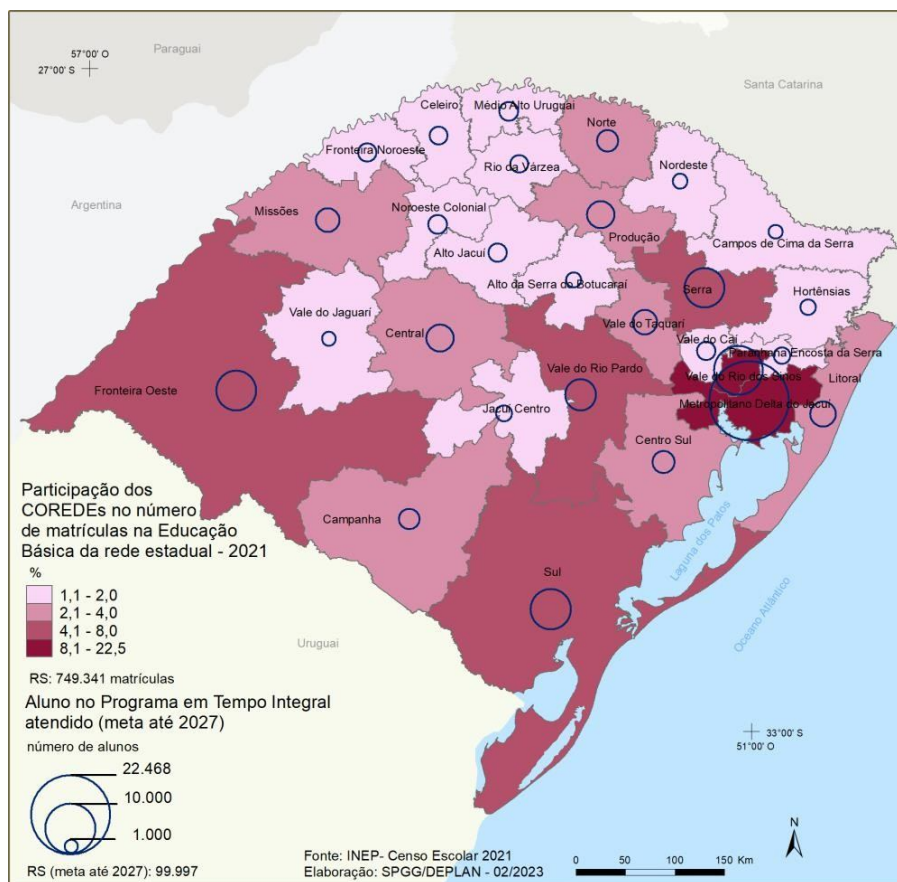 Paraguai
57°00' O
27°00' S
Santa Catarina
Celeiro
Médio Alto Uruguai
Norte
Fronteira Noroeste
Rio da Várzea
Nordeste
Argentina
Missões
Noroeste Colonial
Produção
Campos de Cima da Serra
Alto Jacuí
Alto da Serra do Botucaraí
Serra
Hortênsias
Vale do Jaguarí
Central
Vale do Taquarí
Vale do Caí
Paranhana Encosta da Serra
Vale do Rio Pardo
Vale do Rio dos Sinos
Litoral
Fronteira Oeste
Jacuí Centro
Metropolitano Delta do Jacuí
Centro Sul
Campanha
Laguna dos Patos
Sul
Oceano Atlântico
Uruguai
Participação dos
COREDEs no número
de matrículas na Educação
Básica da rede estadual - 2021
%
1,1 - 2,0
2,1 - 4,0
4,1 - 8,0
8,1 - 22,5
RS: 749.341 matrículas
Aluno no Programa em Tempo Integral
atendido (meta até 2027)
número de alunos
22.468
10.000
1.000
RS (meta até 2027): 99.997
33°00' S
51°00' O
N
Fonte: INEP- Censo Escolar 2021
Elaboração: SPGG/DEPLAN - 02/2023
0 50 100 150 Km